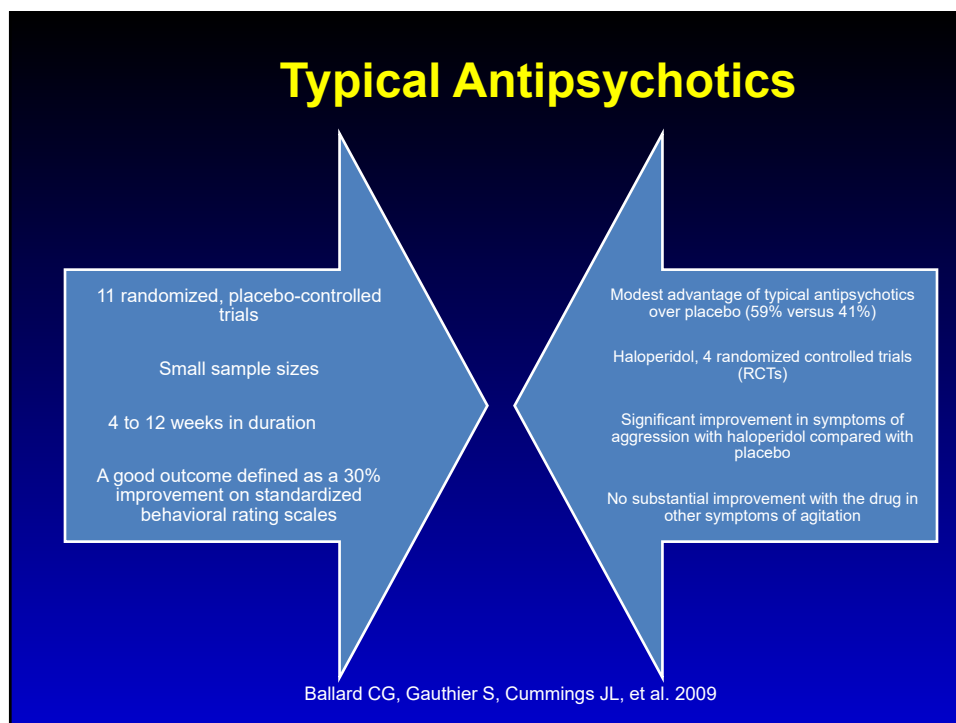 Typical Antipsychotics
11 randomized, placebo-controlled
trials
Small sample sizes
4 to 12 weeks in duration
A good outcome defined as a 30%
improvement on standardized
behavioral rating scales
Modest advantage of typical antipsychotics
over placebo (59% versus 41%)
Haloperidol, 4 randomized controlled trials
(RCTs)
Significant improvement in symptoms of
aggression with haloperidol compared with
placebo
No substantial improvement with the drug in
other symptoms of agitation
Ballard CG, Gauthier S, Cummings JL, et al. 2009